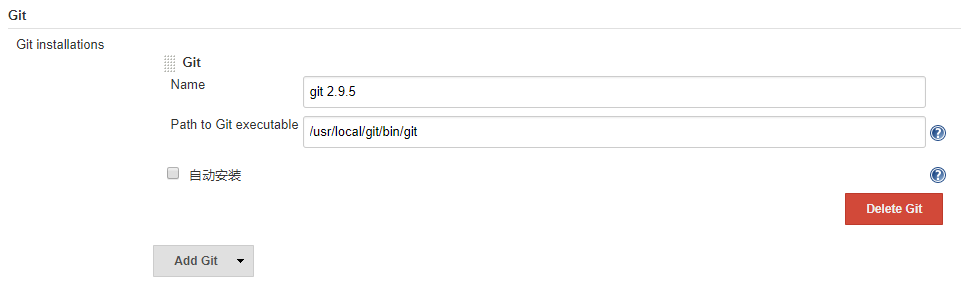 Git
Git installations
Git
Name
git 2.9.5
Path to Git executable
/usr/local/git/bin/git
?
自动安装
?
Delete Git
Add Git